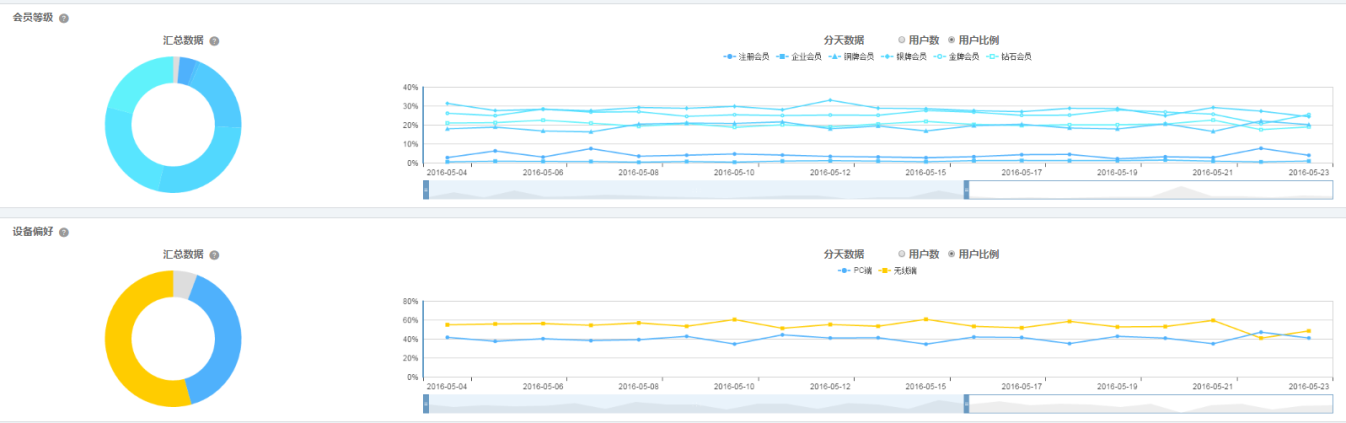 会员等级 ?
汇总数据 ?
分天数据 用户数 用户比例
注册会员 企业会员 铜牌会员 银牌会员 金牌会员 钻石会员
40%
30%
20%
10%
0%
2016-05-04 2016-05-06 2016-05-08 2016-05-10 2016-05-12 2016-05-15 2016-05-17 2016-05-19 2016-05-21 2016-05-23
设备偏好 ?
汇总数据 ?
分天数据 用户数 用户比例
PC端 无线端
80%
60%
40%
20%
0%
2016-05-04 2016-05-06 2016-05-08 2016-05-10 2016-05-12 2016-05-15 2016-05-17 2016-05-19 2016-05-21 2016-05-23